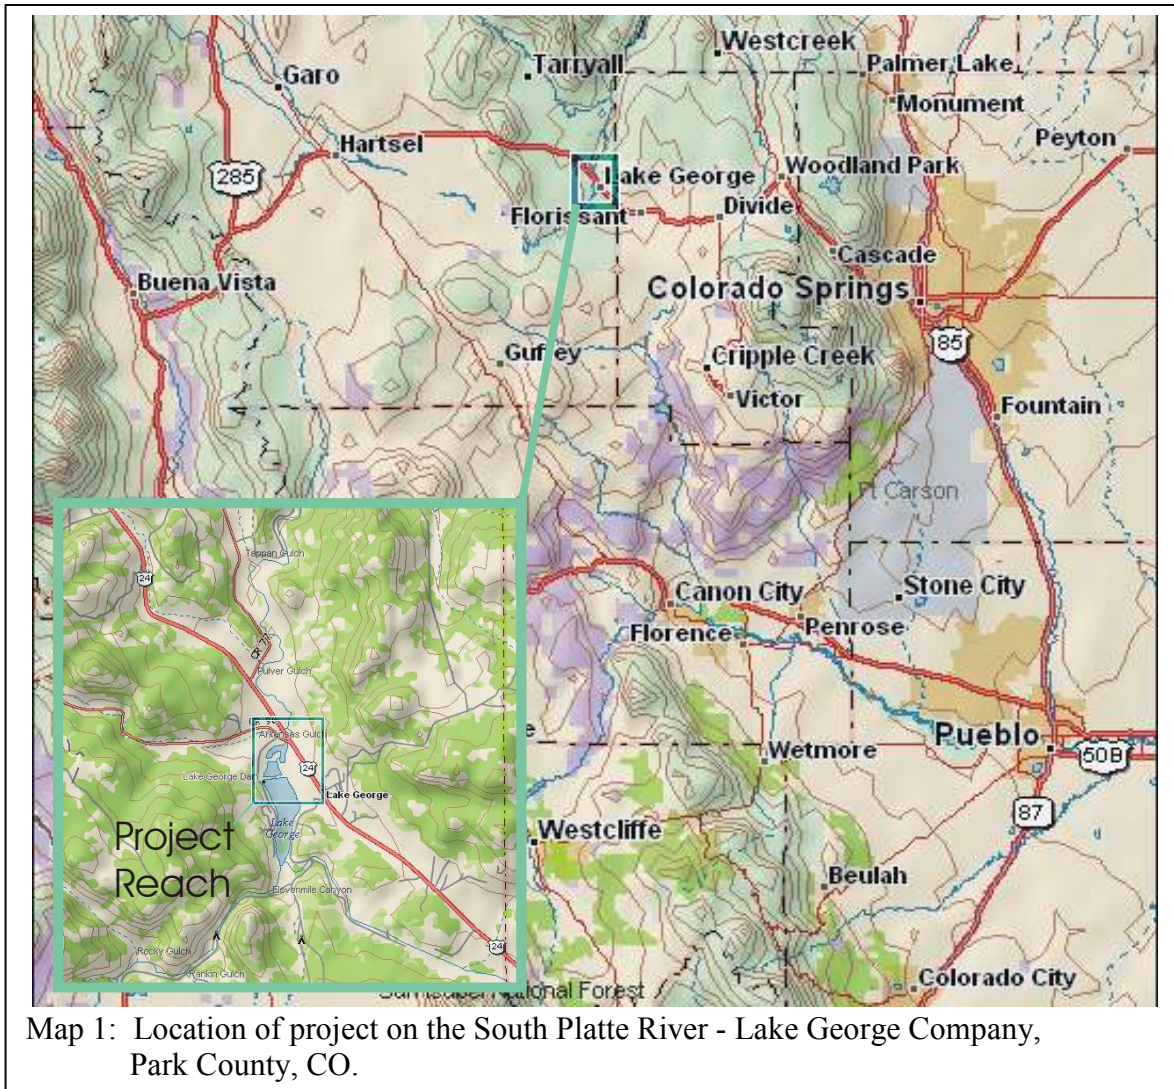 Westcreek
Tarryall
Palmer Lake
Garo
Monument
Peyton
Hartsel
Woodland Park
285
Lake George
Florissant
Divide
Cascade
Buena Vista
Colorado Springs
85
Guffey
Cripple Creek
Victor
Fountain
Ft Carson
Stone City
Canon City
Penrose
Florence
Pueblo
Wetmore
50B
87
Westcliffe
Beulah
Colorado City
National Forest
Tappan Gulch
24
CR 77
Pulver Gulch
Arkansas Gulch
24
Lake George Dam
Lake George
Lake
George
Project
Reach
Elevenmile Canyon
24
Rocky Gulch
Rankin Gulch
Map 1: Location of project on the South Platte River - Lake George Company,
Park County, CO.